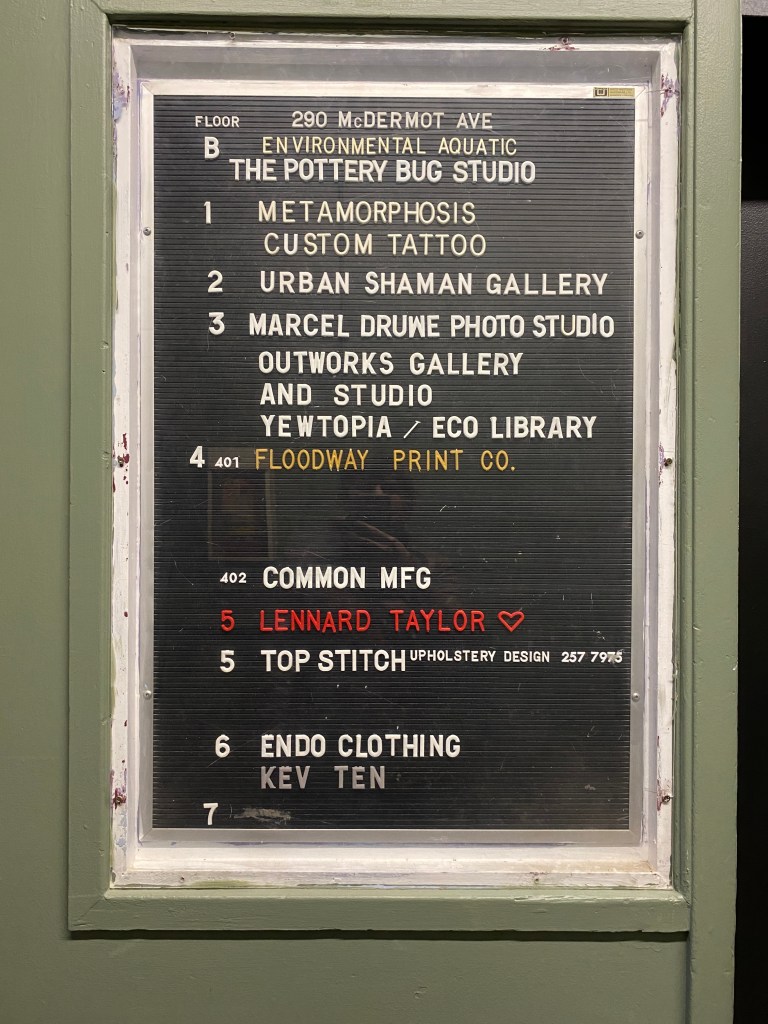 FLOOR 290 McDERMOT AVE
B ENVIRONMENTAL AQUATIC
THE POTTERY BUG STUDIO
1 METAMORPHOSIS
CUSTOM TATTOO
2 URBAN SHAMAN GALLERY
3 MARCEL DRUWE PHOTO STUDIO
OUTWORKS GALLERY
AND STUDIO
YEWTOPIA / ECO LIBRARY
4 401 FLOODWAY PRINT CO.
402 COMMON MFG
5 LENNARD TAYLOR ♡
5 TOP STITCH UPHOLSTERY DESIGN 257 7975
6 ENDO CLOTHING
KEV TEN
7